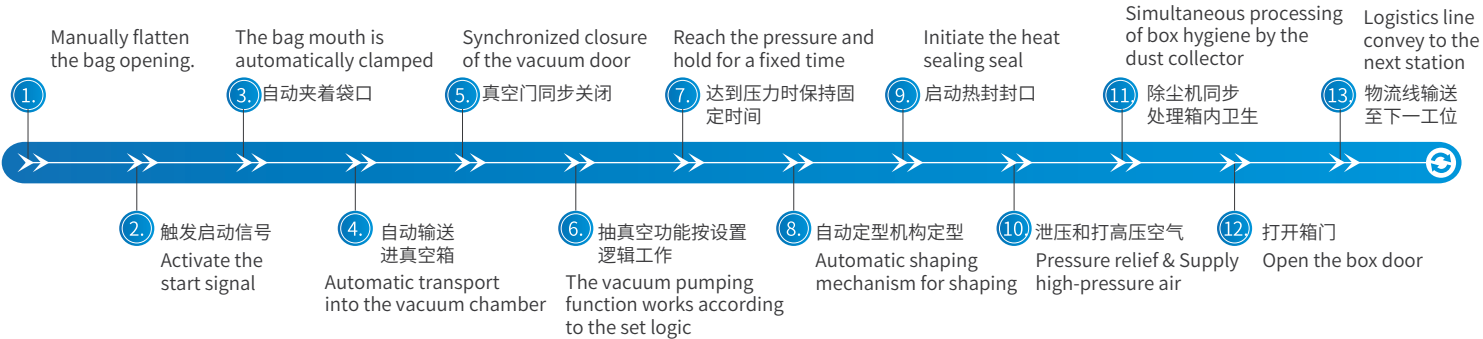 Manually flatten
the bag opening.
1.
2.
触发启动信号
Activate the
start signal
The bag mouth is
automatically clamped
3.
自动夹着袋口
4.
自动输送
进真空箱
Automatic transport
into the vacuum chamber
Synchronized closure
of the vacuum door
5.
真空门同步关闭
6.
抽真空功能按设置
逻辑工作
The vacuum pumping
function works according
to the set logic
Reach the pressure and
hold for a fixed time
7.
达到压力时保持固
定时间
8.
自动定型机构定型
Automatic shaping
mechanism for shaping
Initiate the heat
sealing seal
9.
启动热封封口
10.
泄压和打高压空气
Pressure relief & Supply
high-pressure air
Simultaneous processing
of box hygiene by the
dust collector
11.
除尘机同步
处理箱内卫生
12.
打开箱门
Open the box door
Logistics line
convey to the
next station
13.
物流线输送
至下一工位